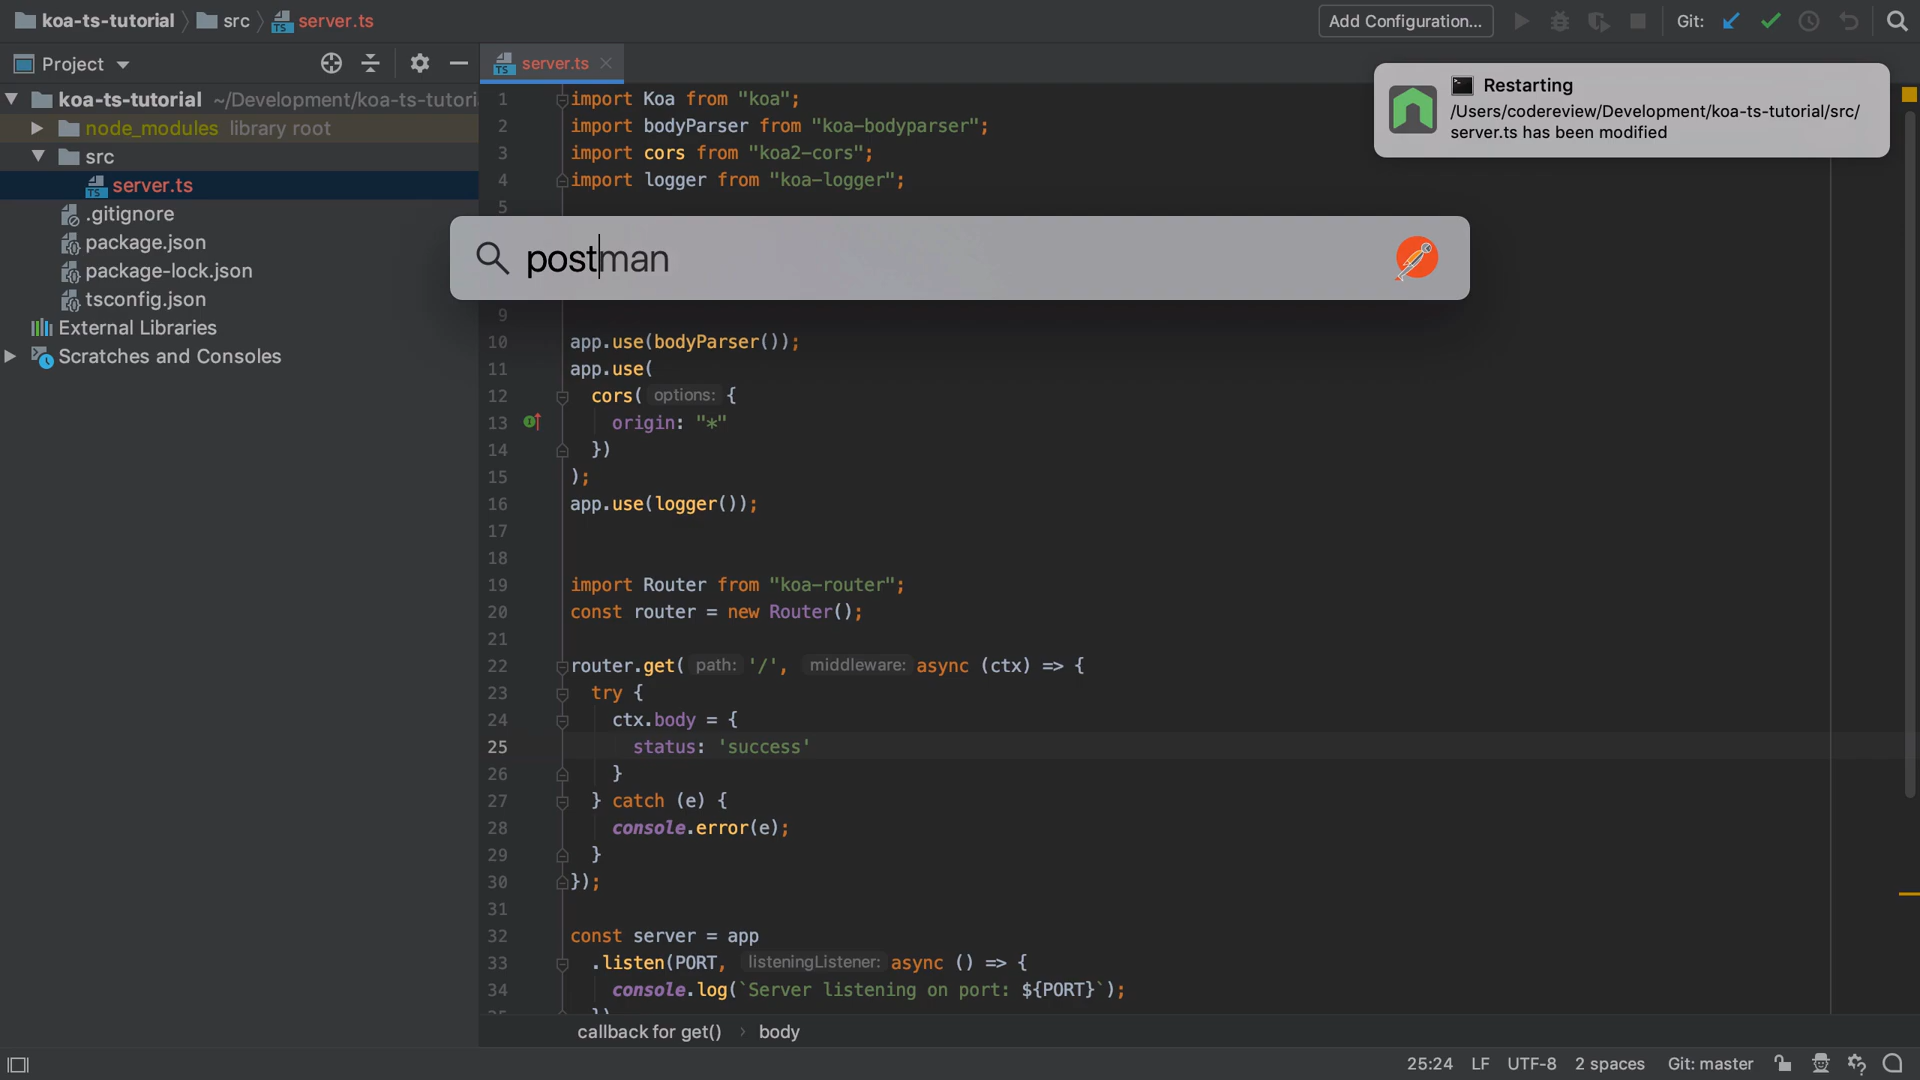 koa-ts-tutorial
src
server.ts
Add Configuration...
Git:
Project
server.ts
Restarting
/Users/codereview/Development/koa-ts-tutorial/src/
server.ts has been modified
koa-ts-tutorial ~/Development/koa-ts-tutori
node_modules library root
src
server.ts
.gitignore
package.json
package-lock.json
tsconfig.json
External Libraries
Scratches and Consoles
postman
1 import Koa from "koa";
2 import bodyParser from "koa-bodyparser";
3 import cors from "koa2-cors";
4 import logger from "koa-logger";
5
9
10 app.use(bodyParser());
11 app.use(
12 cors( options: {
13 origin: "*"
14 })
15 );
16 app.use(logger());
17
18
19 import Router from "koa-router";
20 const router = new Router();
21
22 router.get( path: '/', middleware: async (ctx) => {
23 try {
24 ctx.body = {
25 status: 'success'
26 }
27 } catch (e) {
28 console.error(e);
29 }
30 });
31
32 const server = app
33 .listen(PORT, listeningListener: async () => {
34 console.log(`Server listening on port: ${PORT}`);
callback for get() › body
25:24 LF UTF-8 2 spaces Git: master